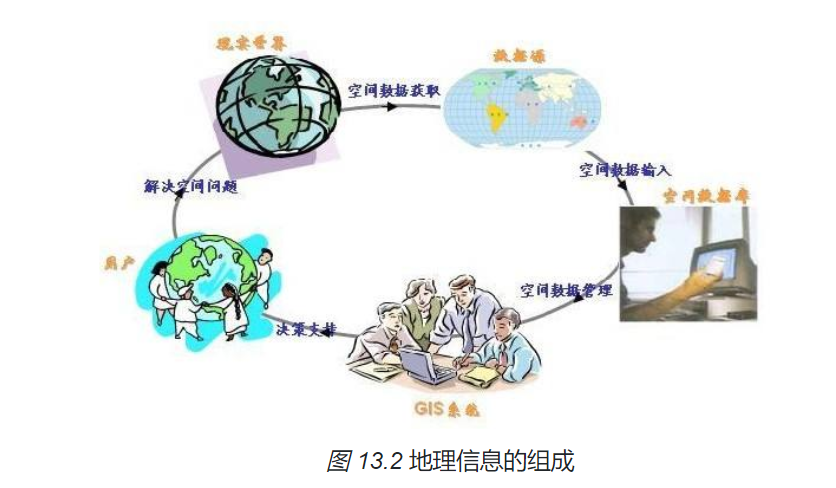 现实世界
数据源
空间数据获取
空间数据输入
解决空间问题
空间数据库
用户
空间数据管理
决策支持
GIS系统
图 13.2 地理信息的组成